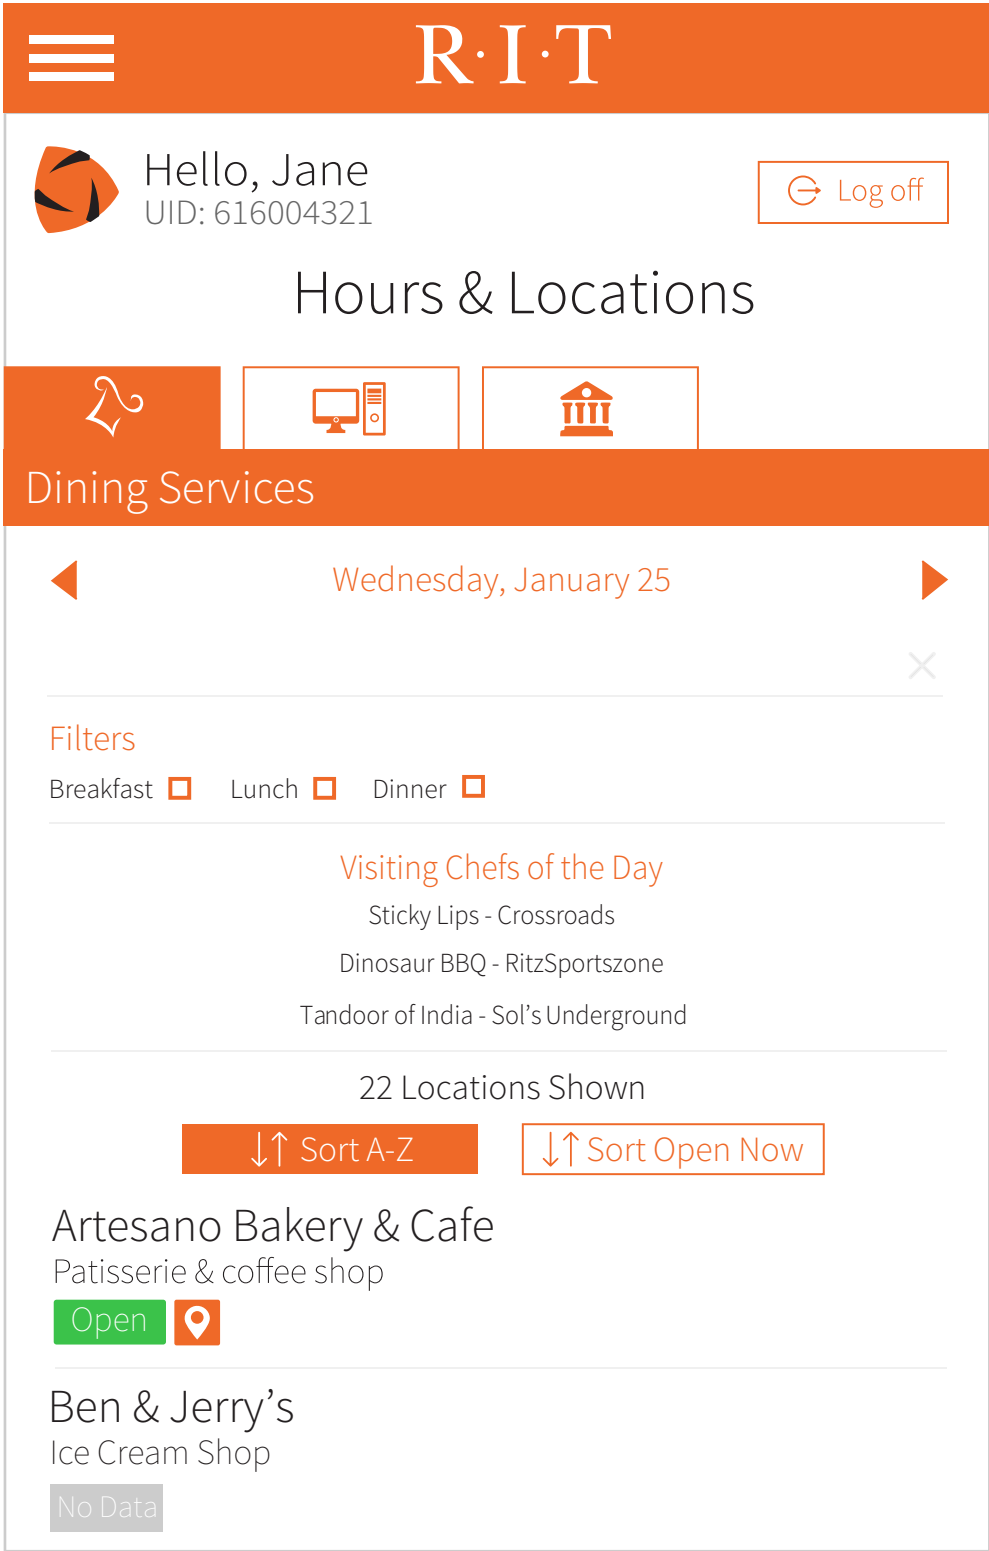 R·I·T
Hello, Jane
UID: 616004321
Log off
Hours & Locations
Dining Services
Wednesday, January 25
Filters
Breakfast Lunch Dinner
Visiting Chefs of the Day
Sticky Lips - Crossroads
Dinosaur BBQ - RitzSportszone
Tandoor of India - Sol’s Underground
22 Locations Shown
Sort A-Z Sort Open Now
Artesano Bakery & Cafe
Patisserie & coffee shop
Open
Ben & Jerry’s
Ice Cream Shop
No Data